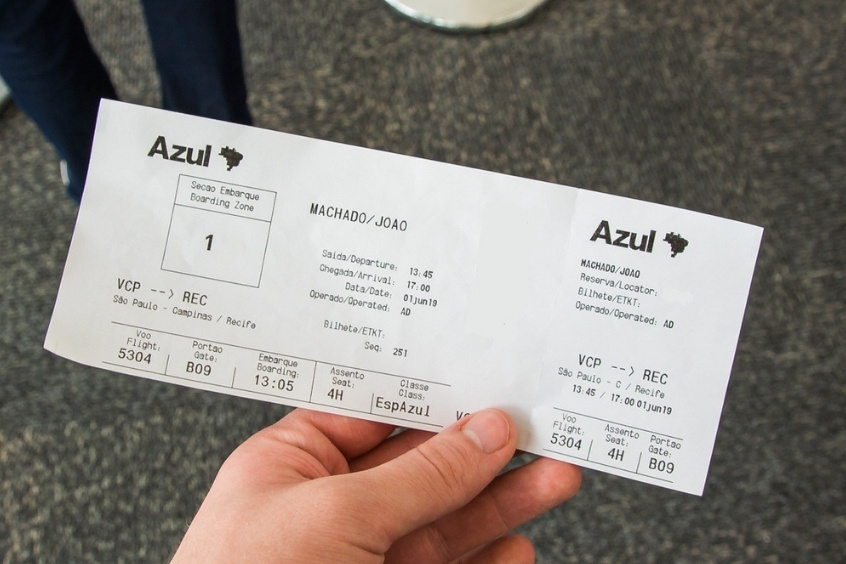 Azul
Secao Embarque
Boarding Zone
1
MACHADO/JOAO
Saida/Departure: 13:45
Chegada/Arrival: 17:00
Data/Date: 01jun19
Operado/Operated: AD
VCP --> REC
São Paulo - Campinas / Recife
Bilhete/ETKT:
Seq: 251
Voo
Flight:
5304
Portao
Gate:
B09
Embarque
Boarding:
13:05
Assento
Seat:
4H
Classe
Class:
EspAzul
Azul
MACHADO/JOAO
Reserva/Locator:
Bilhete/ETKT:
Operado/Operated: AD
VCP --> REC
São Paulo - C / Recife
13:45 / 17:00 01jun19
Voo
Flight:
5304
Assento
Seat:
4H
Portao
Gate:
B09